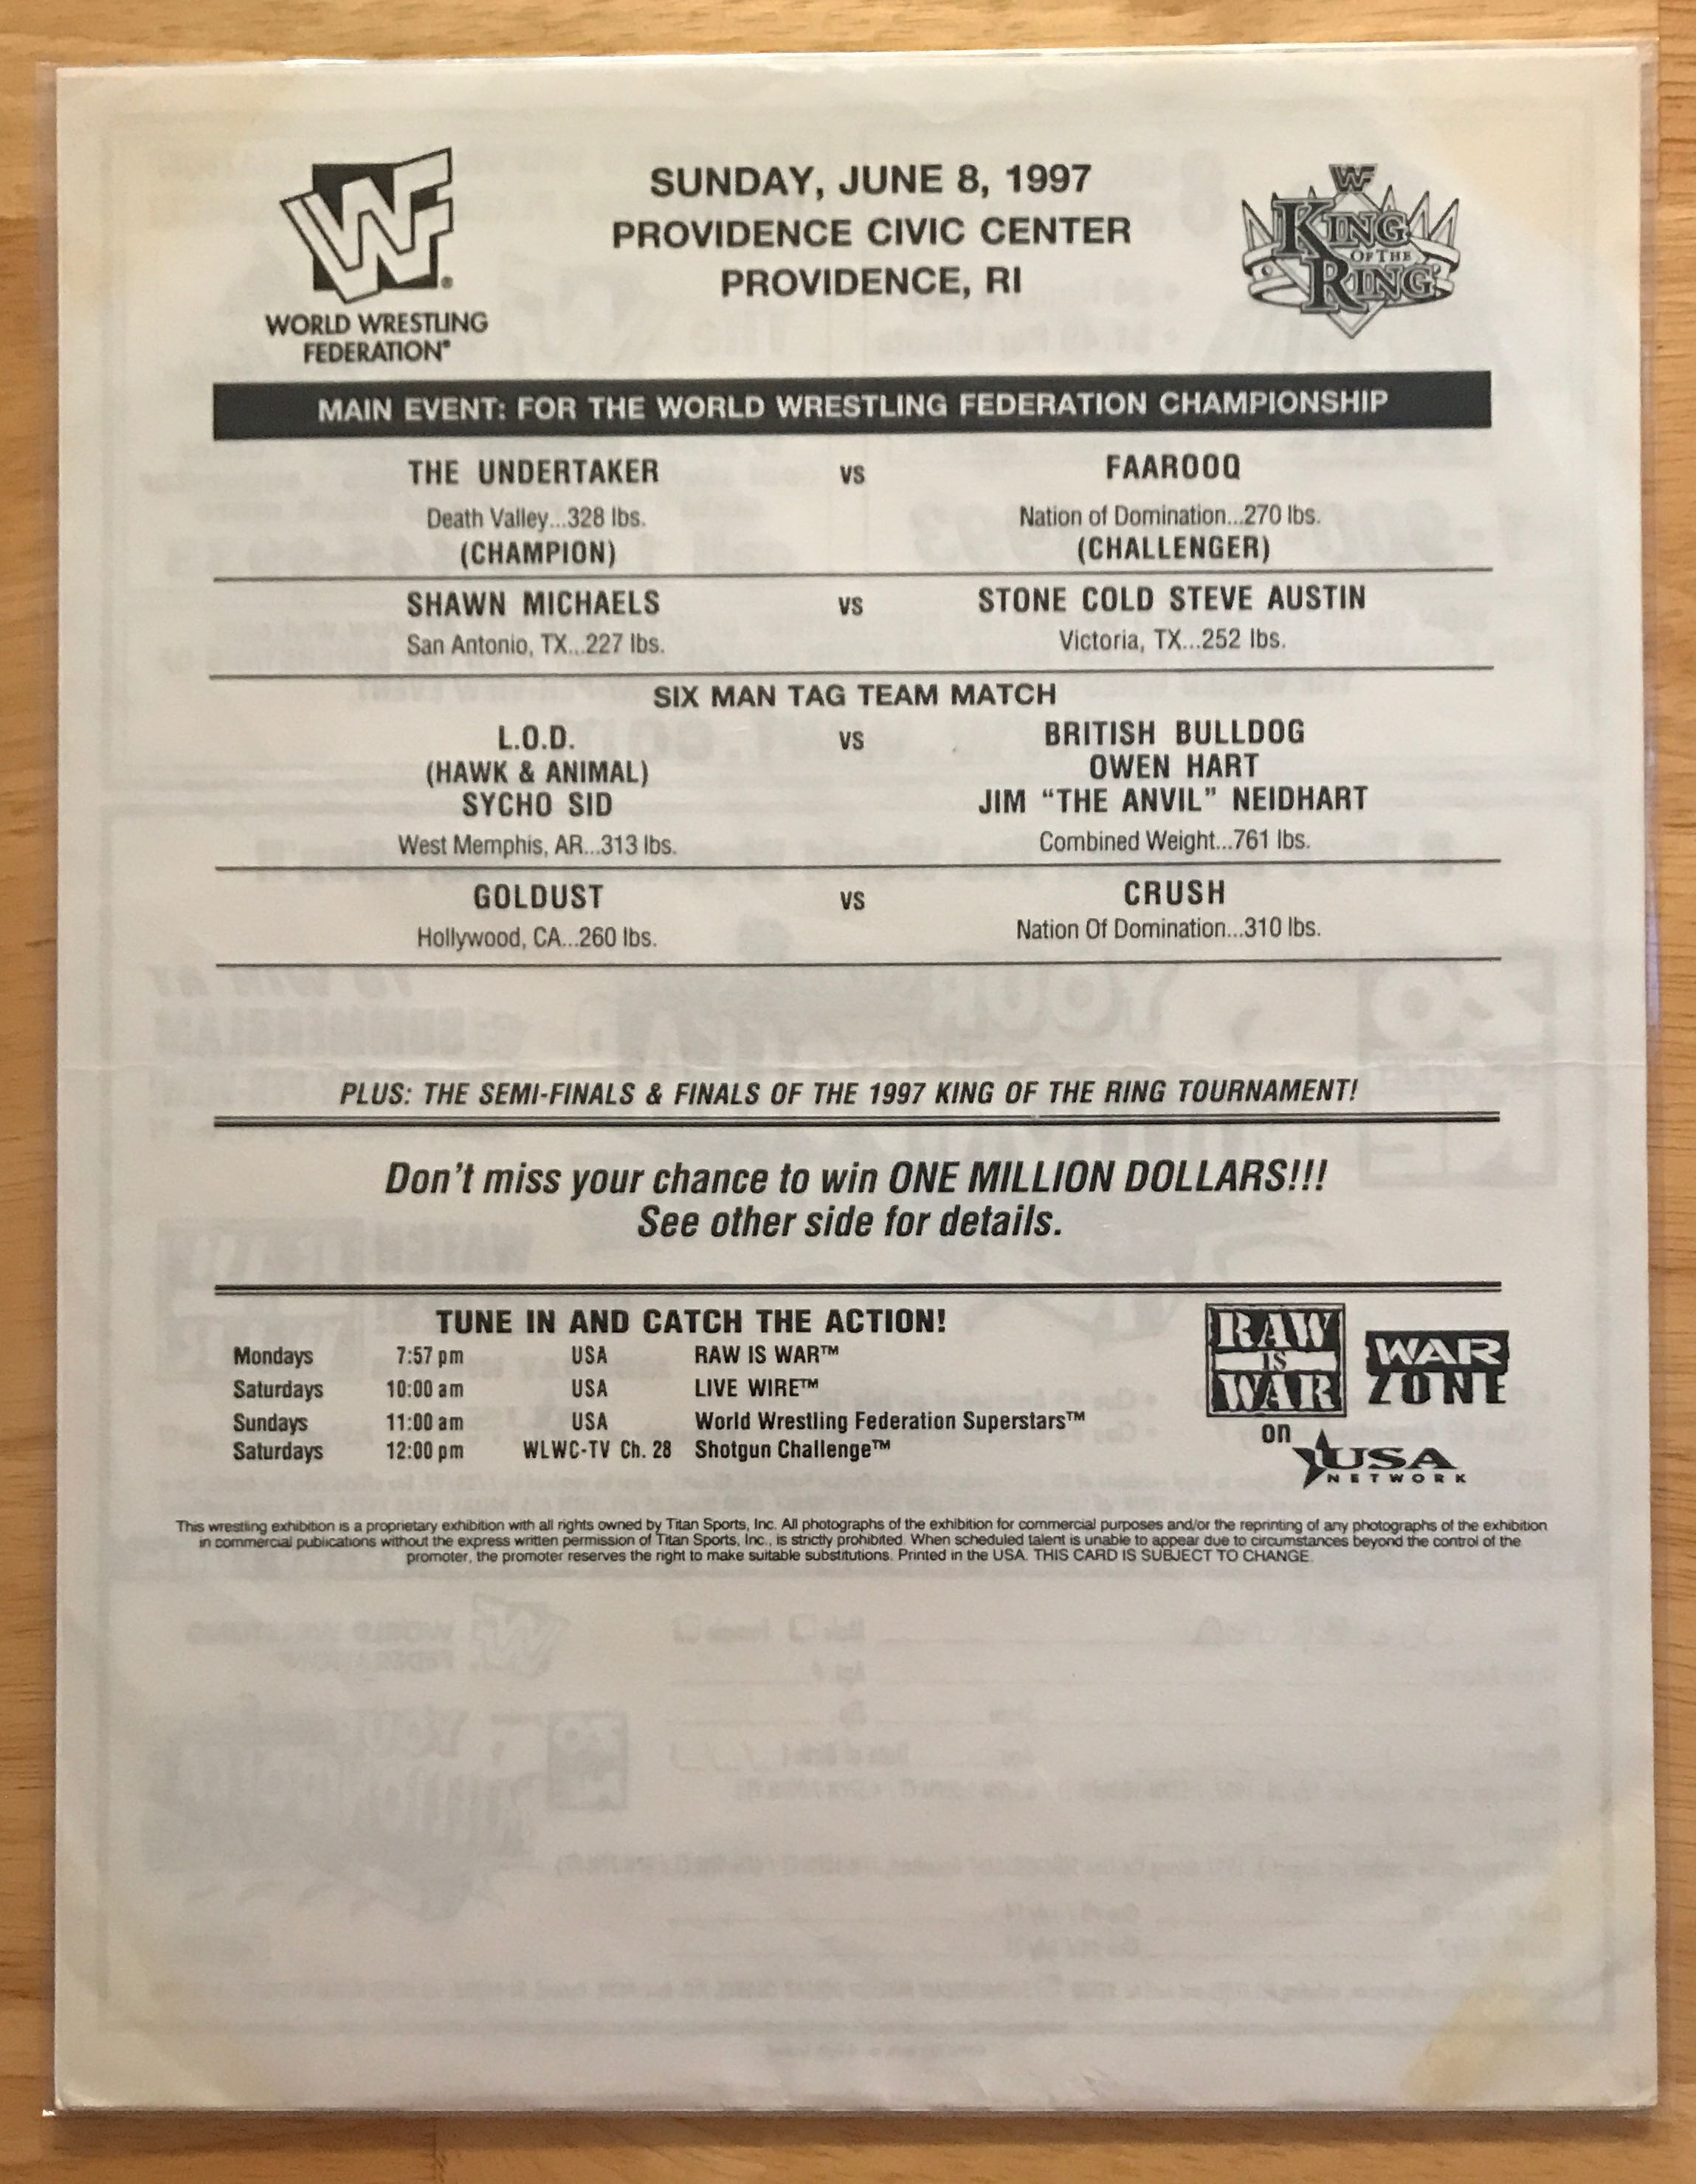 WF
WORLD WRESTLING
FEDERATION®
SUNDAY, JUNE 8, 1997
PROVIDENCE CIVIC CENTER
PROVIDENCE, RI
WF
KING
OF THE
RING
MAIN EVENT: FOR THE WORLD WRESTLING FEDERATION CHAMPIONSHIP
THE UNDERTAKER vs FAAROOQ
Death Valley...328 lbs. Nation of Domination...270 lbs.
(CHAMPION) (CHALLENGER)
SHAWN MICHAELS vs STONE COLD STEVE AUSTIN
San Antonio, TX...227 lbs. Victoria, TX...252 lbs.
SIX MAN TAG TEAM MATCH
L.O.D. vs BRITISH BULLDOG
(HAWK & ANIMAL) OWEN HART
SYCHO SID JIM “THE ANVIL” NEIDHART
West Memphis, AR...313 lbs. Combined Weight...761 lbs.
GOLDUST vs CRUSH
Hollywood, CA...260 lbs. Nation Of Domination...310 lbs.
PLUS: THE SEMI-FINALS & FINALS OF THE 1997 KING OF THE RING TOURNAMENT!
Don't miss your chance to win ONE MILLION DOLLARS!!!
See other side for details.
TUNE IN AND CATCH THE ACTION!
Mondays 7:57 pm USA RAW IS WAR™
Saturdays 10:00 am USA LIVE WIRE™
Sundays 11:00 am USA World Wrestling Federation Superstars™
Saturdays 12:00 pm WLWC-TV Ch. 28 Shotgun Challenge™
RAW
IS
WAR
WAR
ZONE
on
USA
NETWORK
This wrestling exhibition is a proprietary exhibition with all rights owned by Titan Sports, Inc. All photographs of the exhibition for commercial purposes and/or the reprinting of any photographs of the exhibition
in commercial publications without the express written permission of Titan Sports, Inc., is strictly prohibited. When scheduled talent is unable to appear due to circumstances beyond the control of the
promoter, the promoter reserves the right to make suitable substitutions. Printed in the USA. THIS CARD IS SUBJECT TO CHANGE.